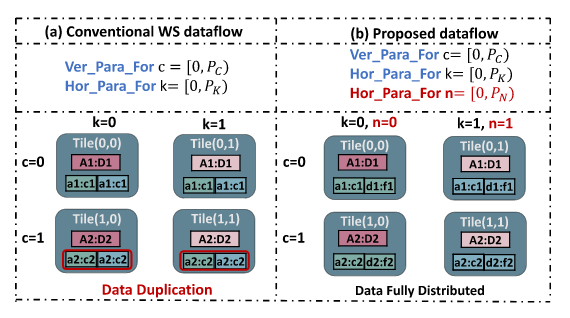 (a) Conventional WS dataflow
(b) Proposed dataflow
Ver_Para_For c = [0, P_C)
Hor_Para_For k= [0, P_K)
Ver_Para_For c= [0, P_C)
Hor_Para_For k= [0, P_K)
Hor_Para_For n= [0, P_N)
k=0 k=1 k=0, n=0 k=1, n=1
c=0 Tile(0,0) Tile(0,1) c=0 Tile(0,0) Tile(0,1)
A1:D1 A1:D1 A1:D1 A1:D1
a1:c1 a1:c1 a1:c1 a1:c1 a1:c1 d1:f1 a1:c1 d1:f1
c=1 Tile(1,0) Tile(1,1) c=1 Tile(1,0) Tile(1,1)
A2:D2 A2:D2 A2:D2 A2:D2
a2:c2 a2:c2 a2:c2 a2:c2 a2:c2 d2:f2 a2:c2 d2:f2
Data Duplication
Data Fully Distributed